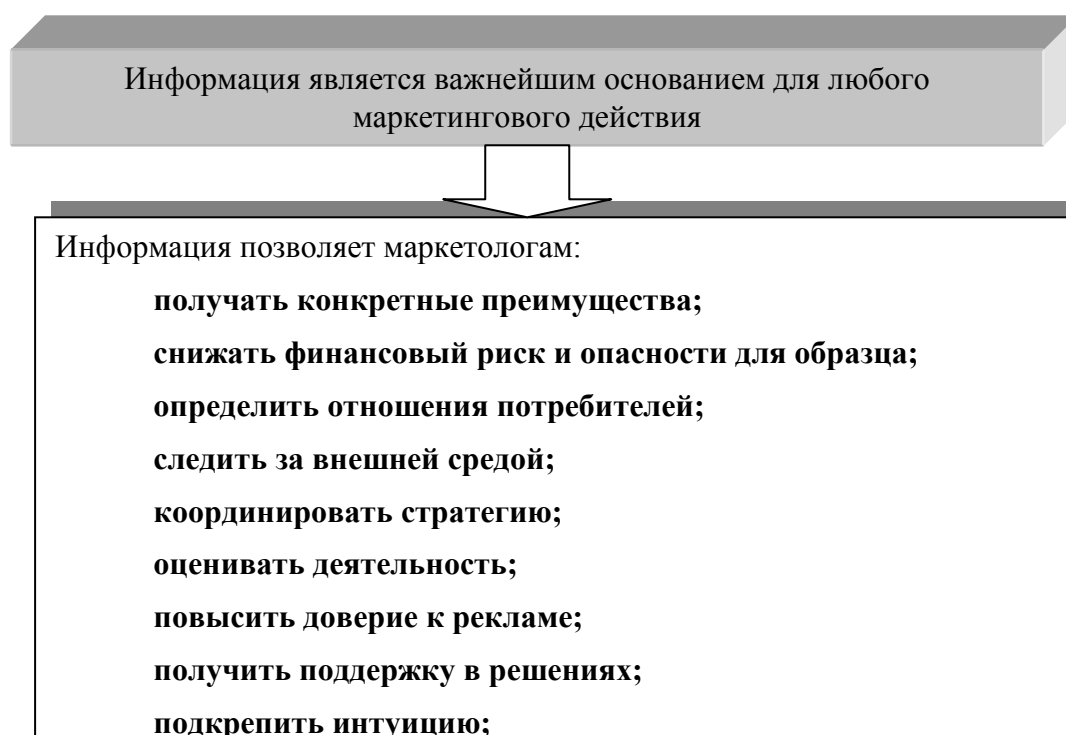 Информация является важнейшим основанием для любого
маркетингового действия
Информация позволяет маркетологам:
получать конкретные преимущества;
снижать финансовый риск и опасности для образца;
определить отношения потребителей;
следить за внешней средой;
координировать стратегию;
оценивать деятельность;
повысить доверие к рекламе;
получить поддержку в решениях;
подкрепить интуицию;